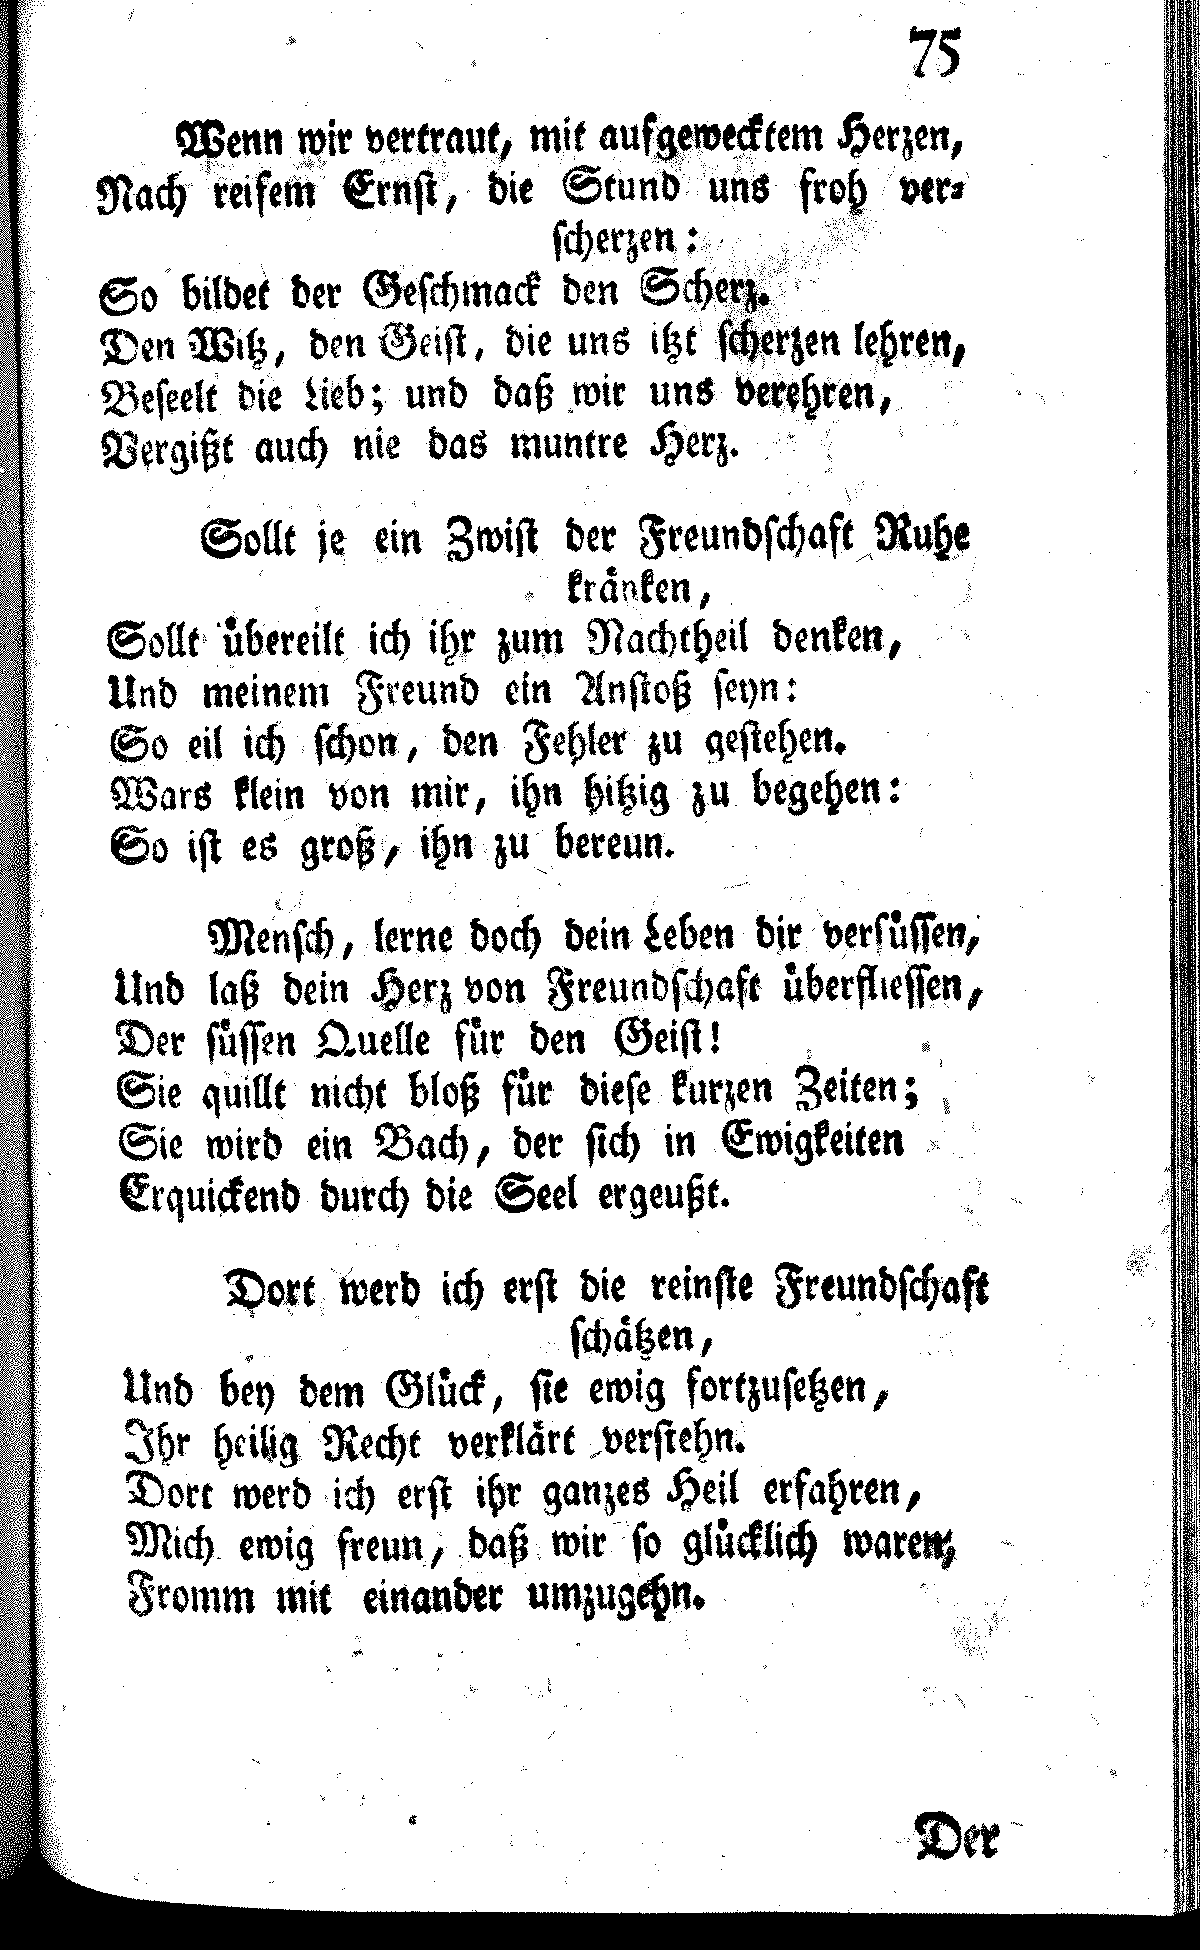 75
Wenn wir vertraut, mit aufgewecktem Herzen,
Nach reifem Ernst, die Stund uns froh ver-
scherzen:
So bildet der Geschmack den Scherz.
Den Witz, den Geist, die uns itzt scherzen lehren,
Beseelt die Lieb; und daß wir uns verehren,
Vergißt auch nie das muntre Herz.
Sollt je ein Zwist der Freundschaft Ruhe
kränken,
Sollt übereilt ich ihr zum Nachtheil denken,
Und meinem Freund ein Anstoß seyn:
So eil ich schon, den Fehler zu gestehen.
Wars klein von mir, ihn hitzig zu begehen:
So ist es groß, ihn zu bereun.
Mensch, lerne doch dein Leben dir versüssen,
Und laß dein Herz von Freundschaft überfliessen,
Der süssen Quelle für den Geist!
Sie quillt nicht bloß für diese kurzen Zeiten;
Sie wird ein Bach, der sich in Ewigkeiten
Erquickend durch die Seel ergeußt.
Dort werd ich erst die reinste Freundschaft
schätzen,
Und bey dem Glück, sie ewig fortzusetzen,
Ihr heilig Recht verklärt verstehn.
Dort werd ich erst ihr ganzes Heil erfahren,
Mich ewig freun, daß wir so glücklich waren,
Fromm mit einander umzugehn.
Der